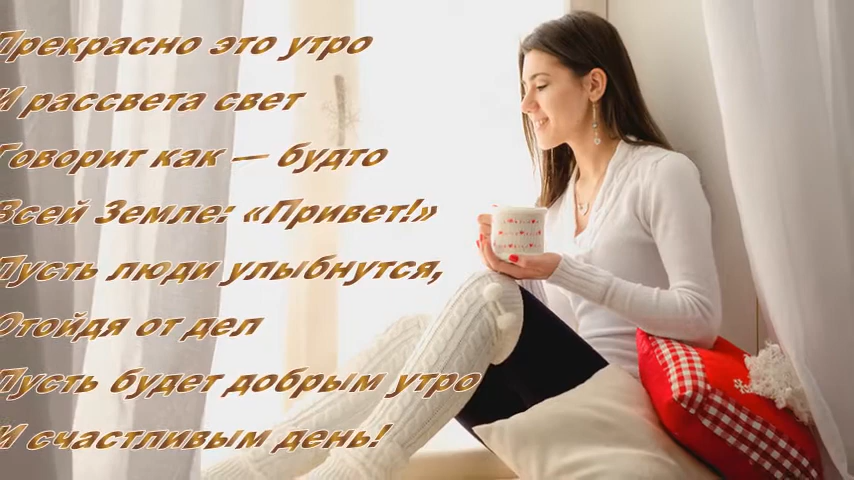 Прекрасно это утро
И рассвета свет
Говорит как — будто
Всей Земле: «Привет!»
Пусть люди улыбнутся,
Отойдя от дел
Пусть будет добрым утро
И счастливым день!